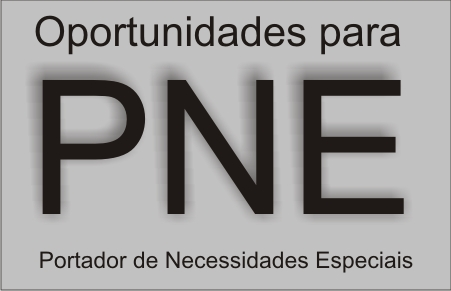 Oportunidades para
PNE
Portador de Necessidades Especiais